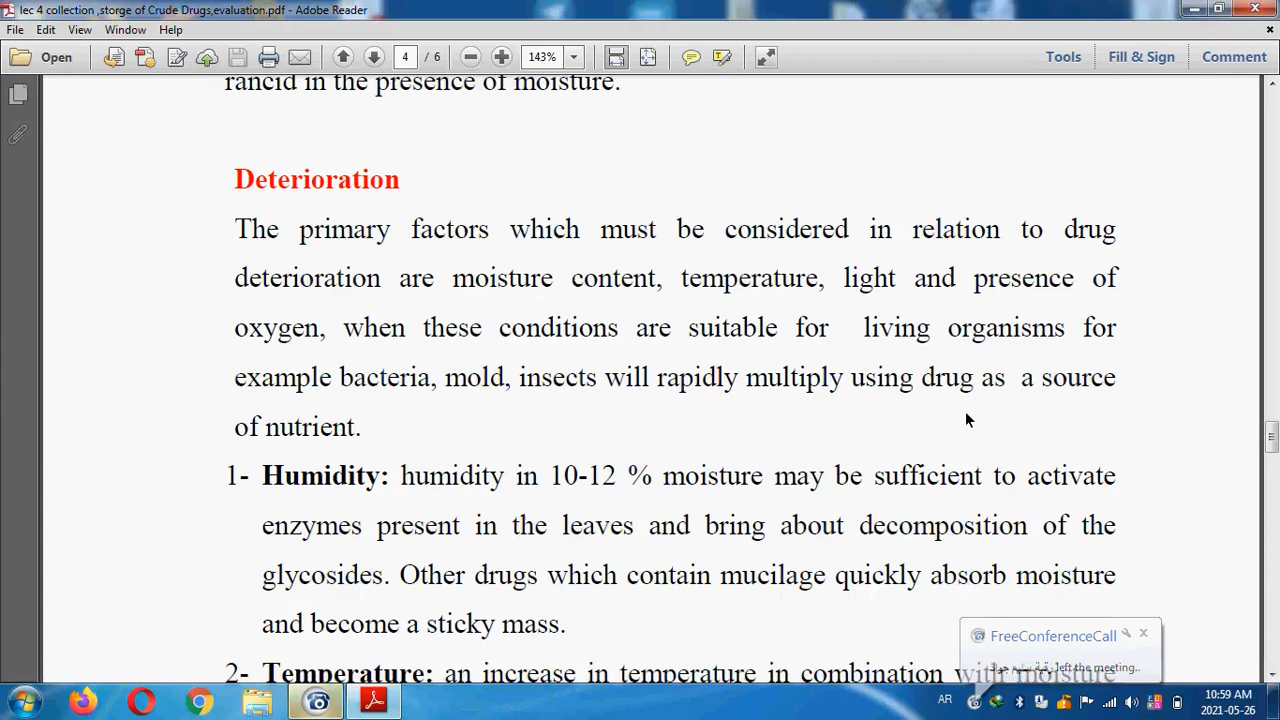 lec 4 collection ,storge of Crude Drugs,evaluation.pdf - Adobe Reader
File Edit View Window Help
Open 4 / 6 143% Tools Fill & Sign Comment
rancid in the presence of moisture.
Deterioration
The primary factors which must be considered in relation to drug
deterioration are moisture content, temperature, light and presence of
oxygen, when these conditions are suitable for living organisms for
example bacteria, mold, insects will rapidly multiply using drug as a source
of nutrient.
1- Humidity: humidity in 10-12 % moisture may be sufficient to activate
enzymes present in the leaves and bring about decomposition of the
glycosides. Other drugs which contain mucilage quickly absorb moisture
and become a sticky mass.
2- Temperature: an increase in temperature in combination with moisture
FreeConferenceCall
left the meeting..
AR 10:59 AM
2021-05-26